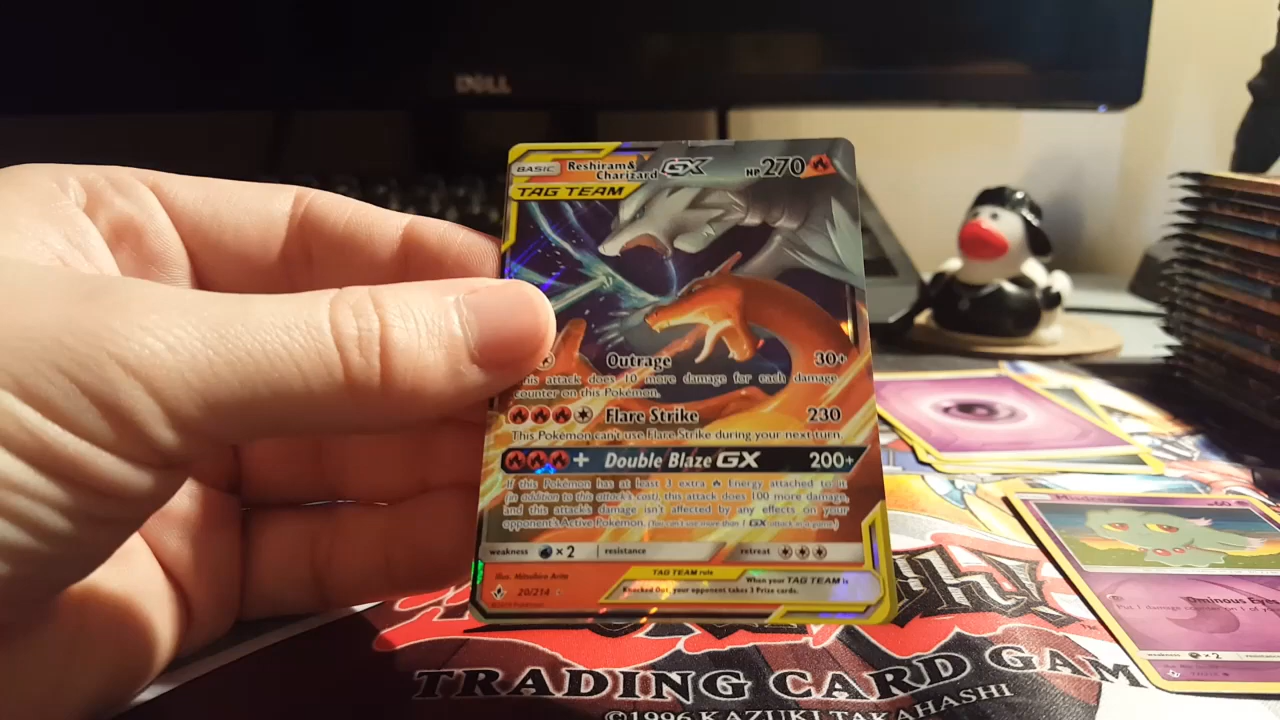 DELL
BASIC Reshiram& Charizard GX HP270
TAG TEAM
Outrage 30+
his attack does 10 more damage for each damage
counter on this Pokémon.
Flare Strike 230
This Pokémon can't use Flare Strike during your next turn.
+ Double Blaze GX 200+
If this Pokémon has at least 3 extra Energy attached to it
(in addition to this attack's cost), this attack does 100 more damage,
and this attack's damage isn't affected by any effects on your
opponent's Active Pokémon. (You can't use more than 1 GX attack in a game.)
weakness ×2 resistance retreat
Illus. Mitsuhiro Arita
TAG TEAM rule
When your TAG TEAM is
Knocked Out, your opponent takes 3 Prize cards.
20/214
60
Ominous Eyes
Put 1 damage counter on 1 of
weakness ×2 resistance
TRADING CARD GAM
©1996 KAZUKI TAKAHASHI